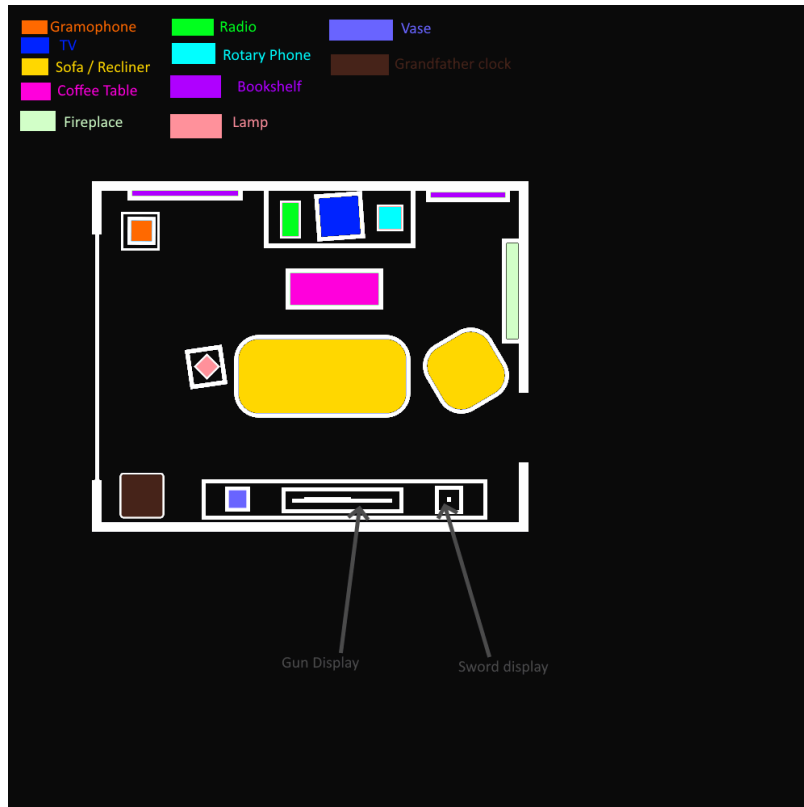 Gramophone
TV
Sofa / Recliner
Coffee Table
Fireplace
Radio
Rotary Phone
Bookshelf
Lamp
Vase
Grandfather clock
Gun Display
Sword display